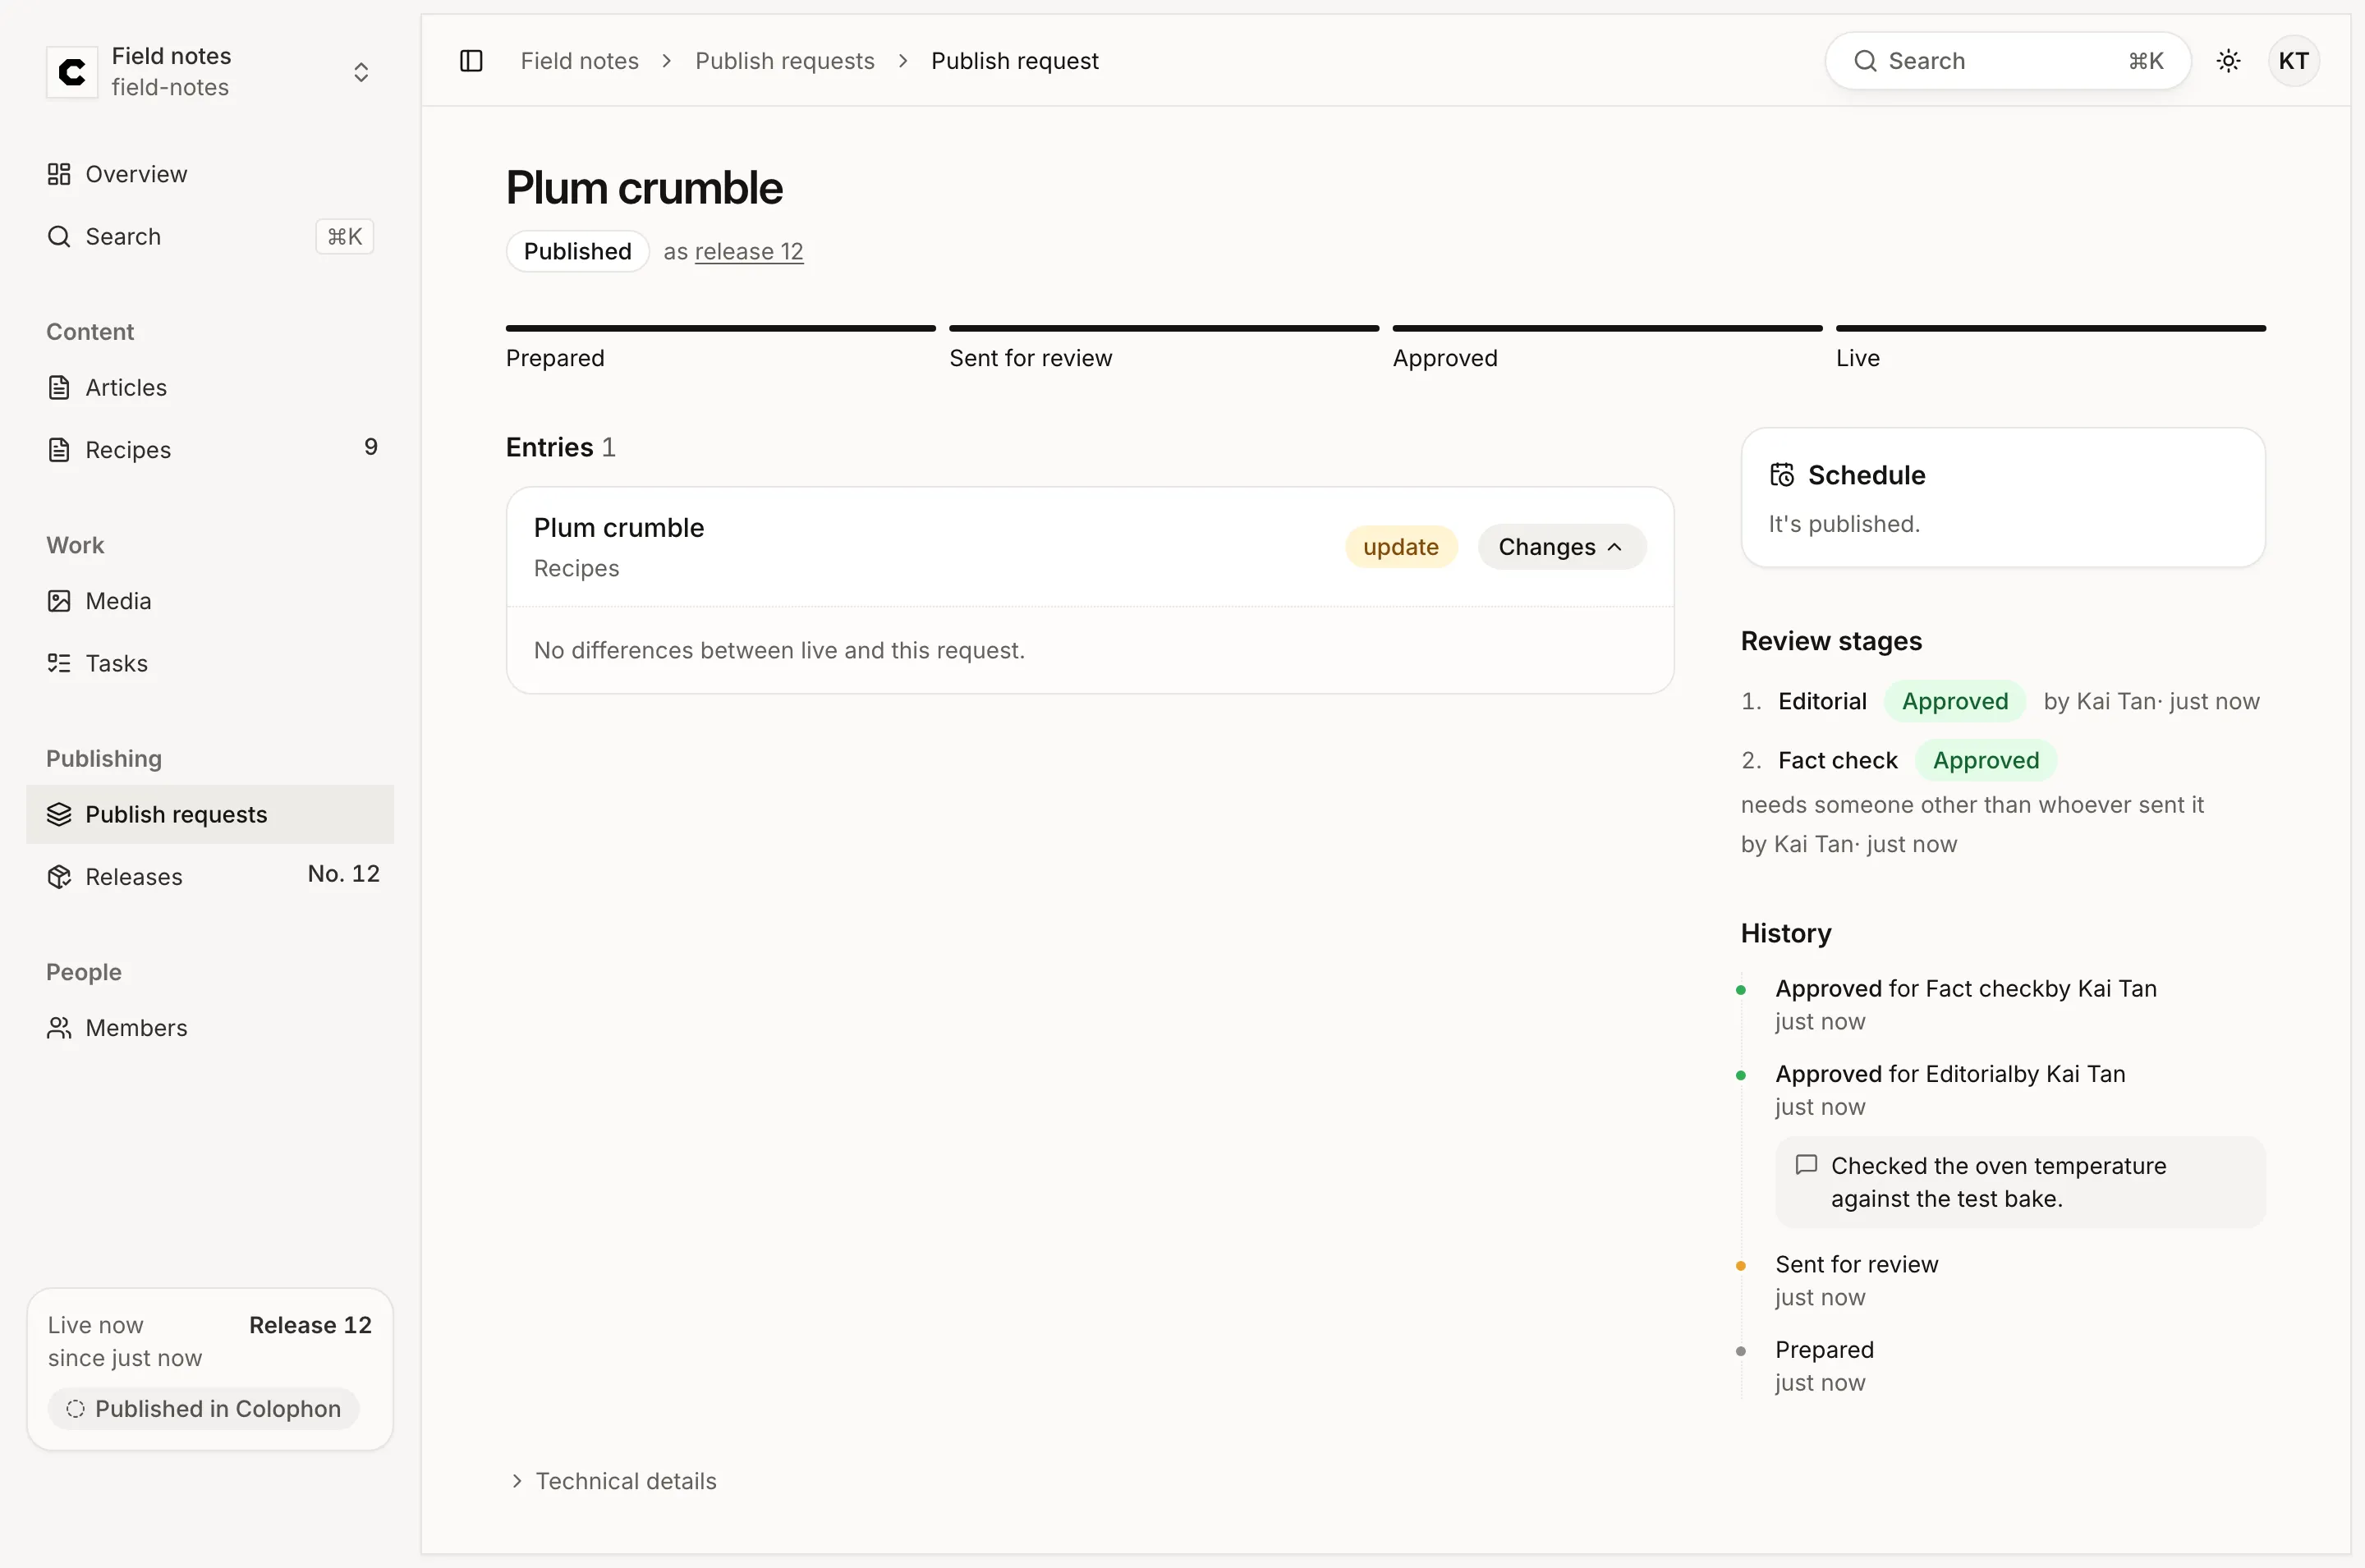 Field notes
field-notes
Overview
Search ⌘K
Content
Articles
Recipes 9
Work
Media
Tasks
Publishing
Publish requests
Releases No. 12
People
Members
Live now Release 12
since just now
Published in Colophon
Field notes > Publish requests > Publish request
Search ⌘K
KT
Plum crumble
Published as release 12
Prepared
Sent for review
Approved
Live
Entries 1
Plum crumble
Recipes
update
Changes
No differences between live and this request.
Technical details
Schedule
It's published.
Review stages
1. Editorial Approved by Kai Tan· just now
2. Fact check Approved
needs someone other than whoever sent it
by Kai Tan· just now
History
Approved for Fact checkby Kai Tan
just now
Approved for Editorialby Kai Tan
just now
Checked the oven temperature
against the test bake.
Sent for review
just now
Prepared
just now